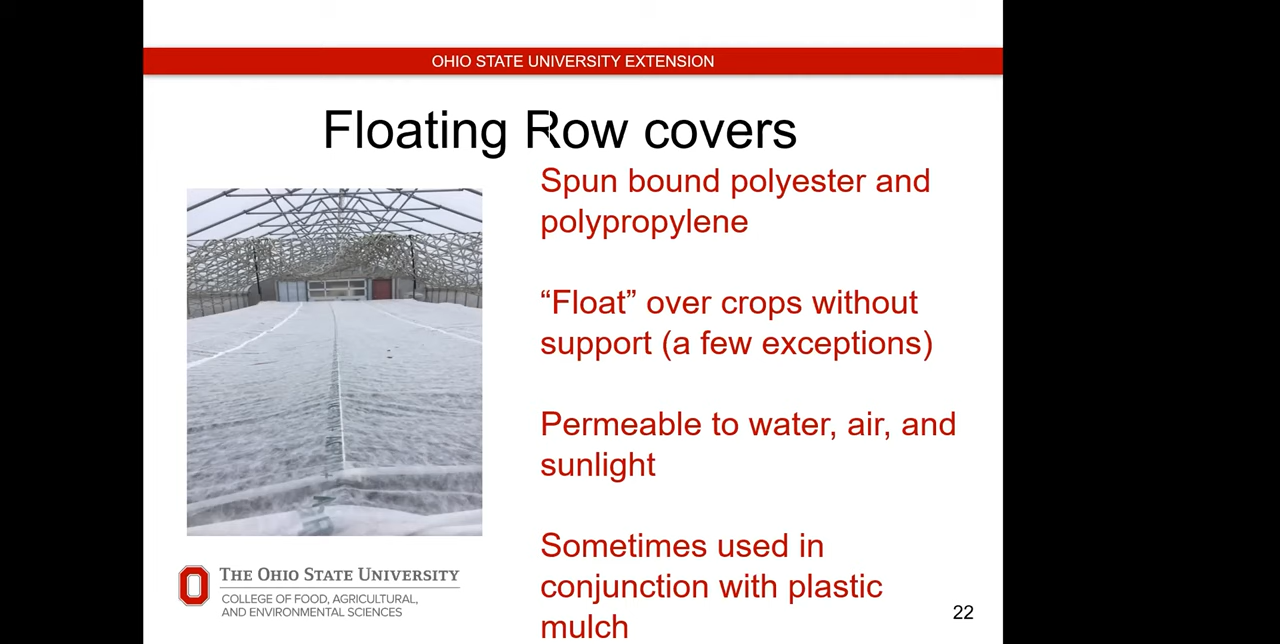 OHIO STATE UNIVERSITY EXTENSION
Floating Row covers
Spun bound polyester and
polypropylene
“Float” over crops without
support (a few exceptions)
Permeable to water, air, and
sunlight
Sometimes used in
conjunction with plastic
mulch
THE OHIO STATE UNIVERSITY
COLLEGE OF FOOD, AGRICULTURAL,
AND ENVIRONMENTAL SCIENCES
22